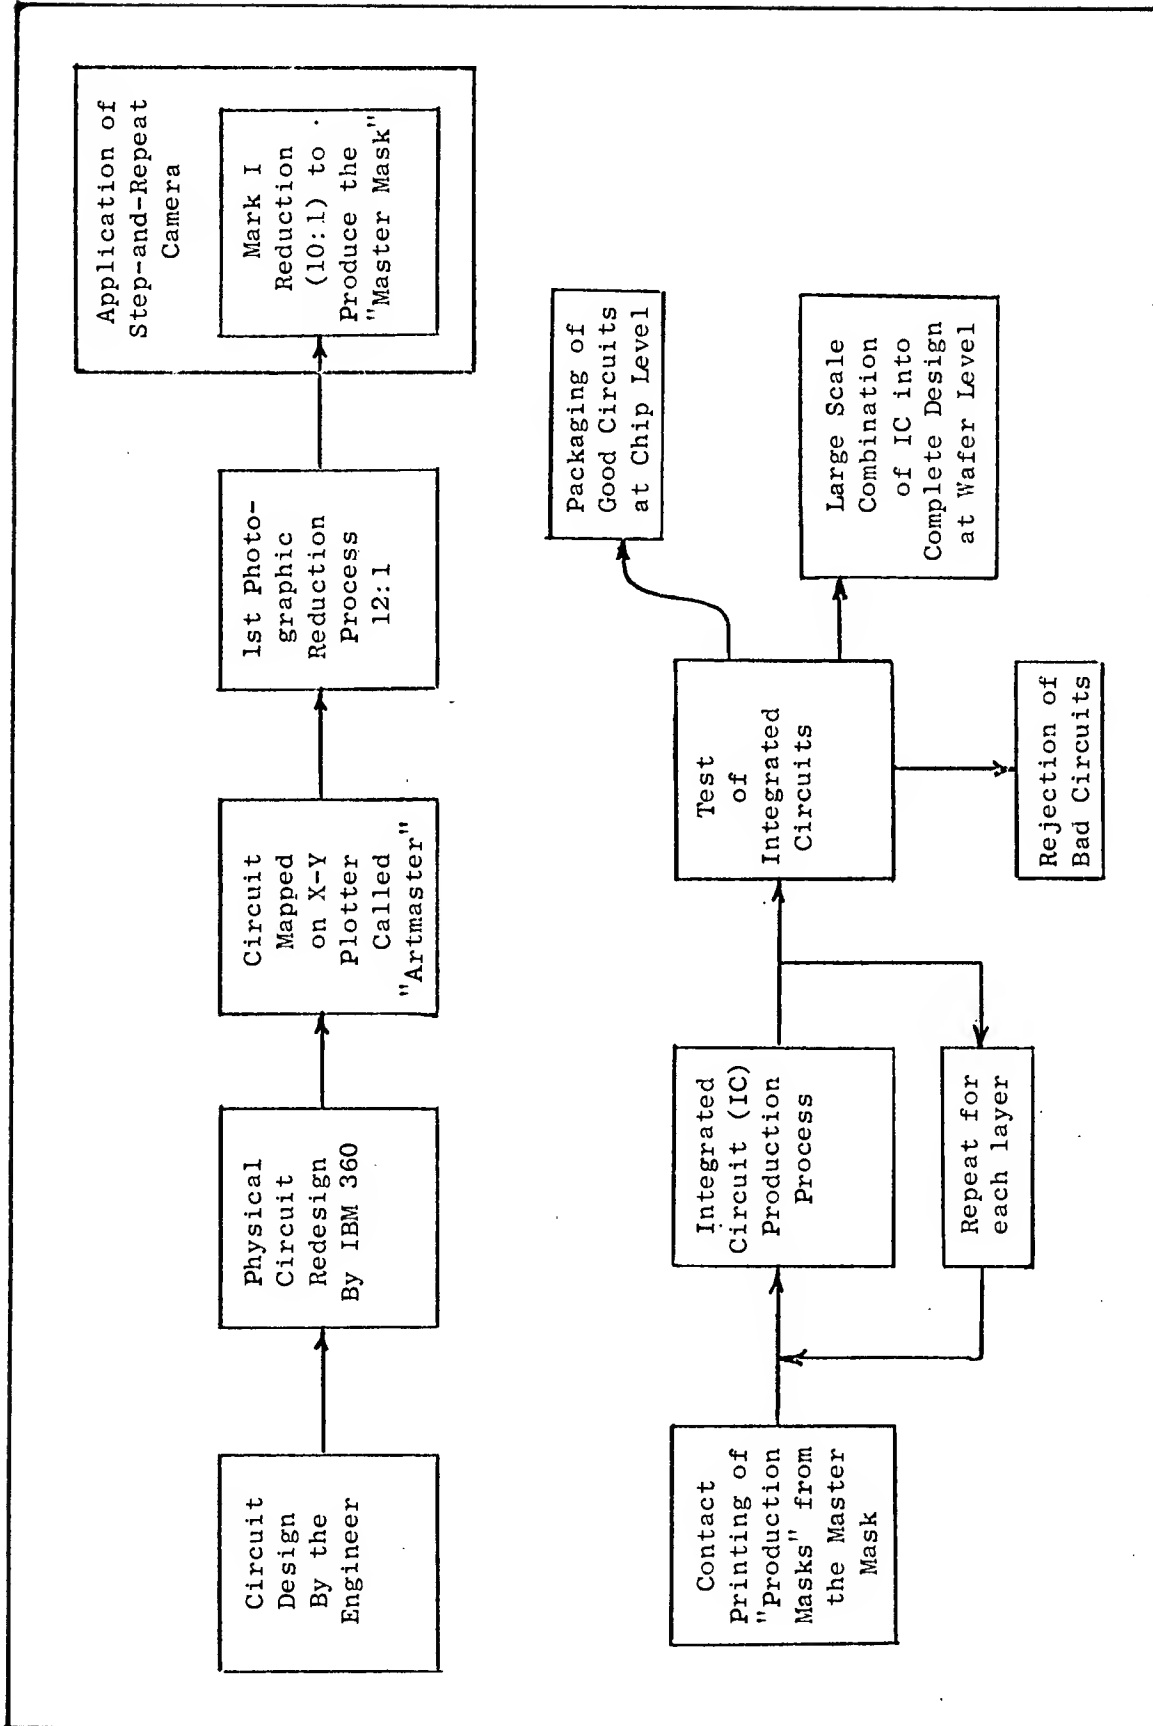 Circuit
Design
By the
Engineer
Physical
Circuit
Redesign
By IBM 360
Circuit
Mapped
on X-Y
Plotter
Called
"Artmaster"
1st Photo-
graphic
Reduction
Process
12:1
Application of
Step-and-Repeat
Camera
Mark I
Reduction
(10:1) to
Produce the
"Master Mask"
Contact
Printing of
"Production
Masks" from
the Master
Mask
Integrated
Circuit (IC)
Production
Process
Repeat for
each layer
Test
of
Integrated
Circuits
Rejection of
Bad Circuits
Packaging of
Good Circuits
at Chip Level
Large Scale
Combination
of IC into
Complete Design
at Wafer Level